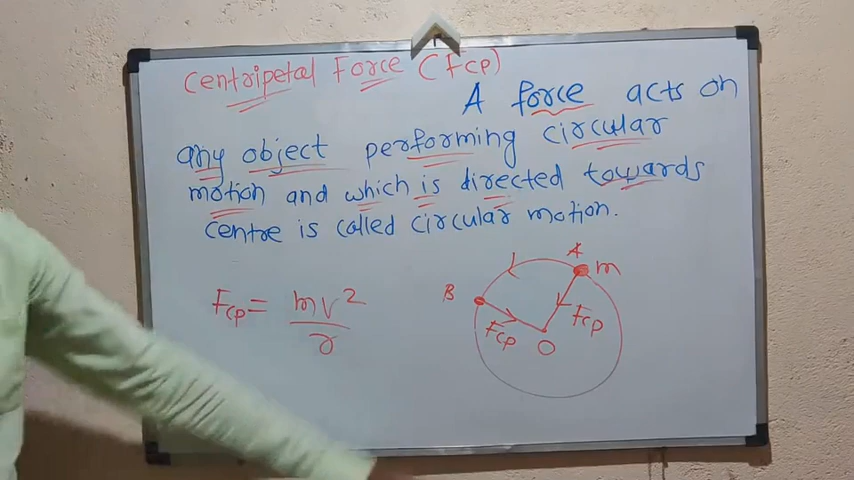 Centripetal Force (Fcp)
A force acts on
any object performing circular
motion and which is directed towards
centre is called circular motion.
Fcp = mv²/r
A
m
B
Fcp
Fcp
O